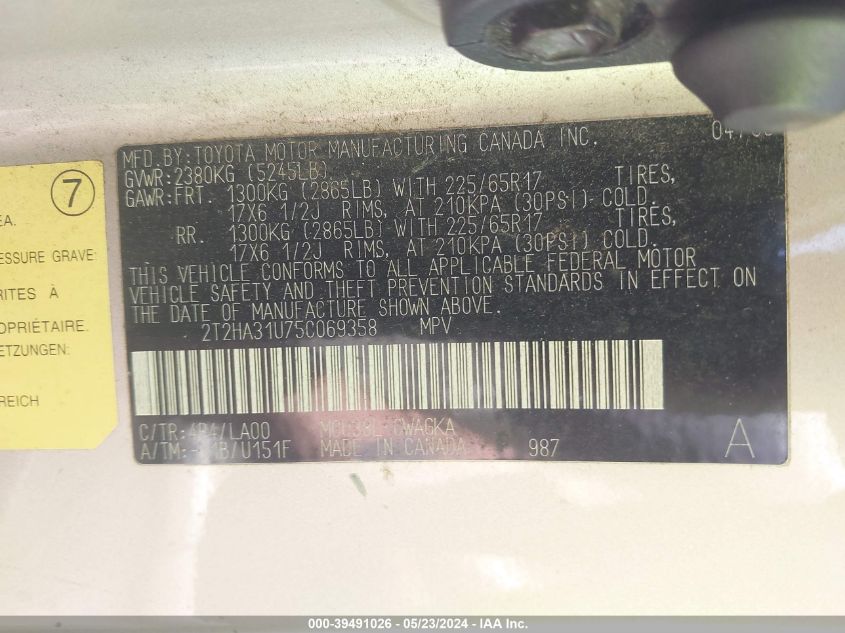 MFD.BY:TOYOTA MOTOR MANUFACTURING CANADA INC.
GVWR:2380KG (5245LB)
GAWR:FRT. 1300KG (2865LB) WITH 225/65R17 TIRES,
17X6 1/2J RIMS, AT 210KPA (30PSI) COLD.
RR. 1300KG (2865LB) WITH 225/65R17 TIRES,
17X6 1/2J RIMS, AT 210KPA (30PSI) COLD.
THIS VEHICLE CONFORMS TO ALL APPLICABLE FEDERAL MOTOR
VEHICLE SAFETY AND THEFT PREVENTION STANDARDS IN EFFECT ON
THE DATE OF MANUFACTURE SHOWN ABOVE.
2T2HA31U75C069358 MPV
C/TR:4R4/LA00
A/TM: /U151F MADE IN CANADA 987 A
7
EA.
ESSURE GRAVE:
RITES À
OPRIÉTAIRE.
ETZUNGEN:
REICH
000-39491026 - 05/23/2024 - IAA Inc.